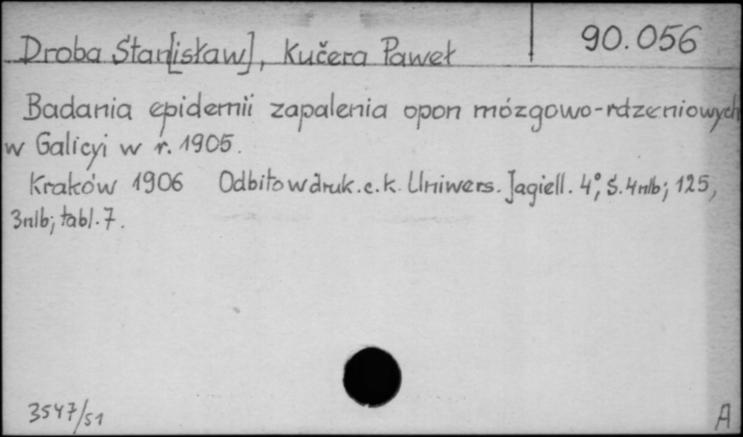 90.056
Droba Stan[isław], Kučera Paweł
Badania epidemii zapalenia opon mózgowo-rdzeniowych
w Galicyi w r. 1905.
Kraków 1906 Odbito w druk. c. k. Uniwers. Jagiell. 4°, s. 4nlb; 125,
3nlb; tabl. 7.
3547/51
A